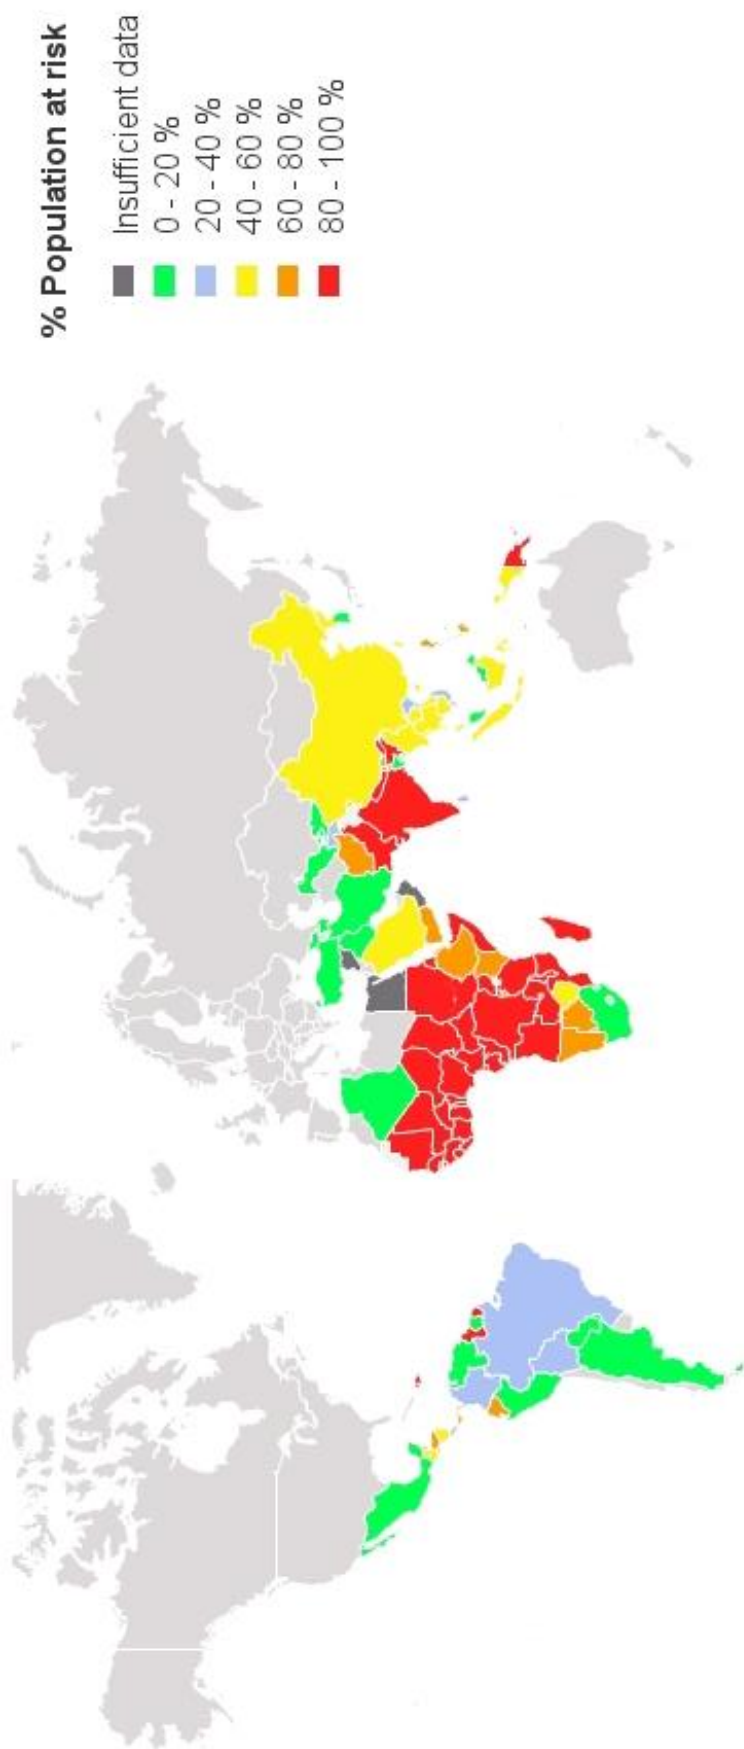 % Population at risk
Insufficient data
0 - 20 %
20 - 40 %
40 - 60 %
60 - 80 %
80 - 100 %